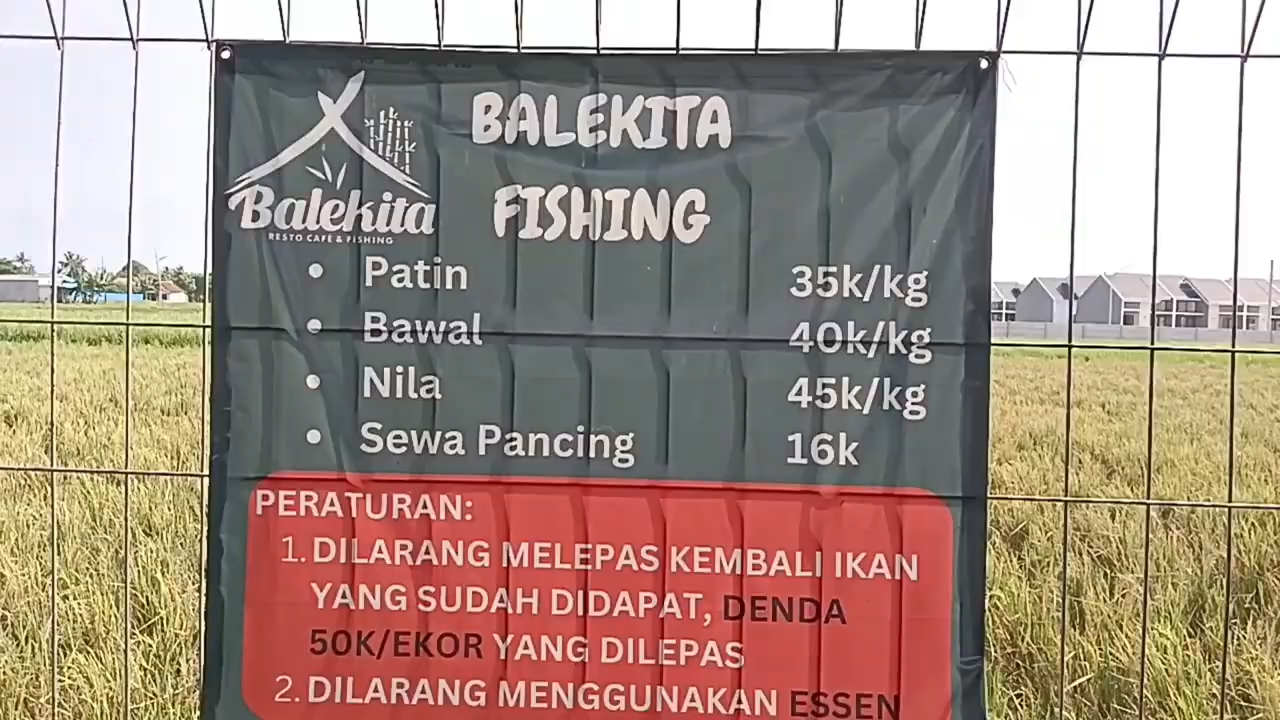 BALEKITA
FISHING
Balekita
RESTO CAFE & FISHING
• Patin 35k/kg
• Bawal 40k/kg
• Nila 45k/kg
• Sewa Pancing 16k
PERATURAN:
1. DILARANG MELEPAS KEMBALI IKAN
YANG SUDAH DIDAPAT, DENDA
50K/EKOR YANG DILEPAS
2. DILARANG MENGGUNAKAN ESSEN